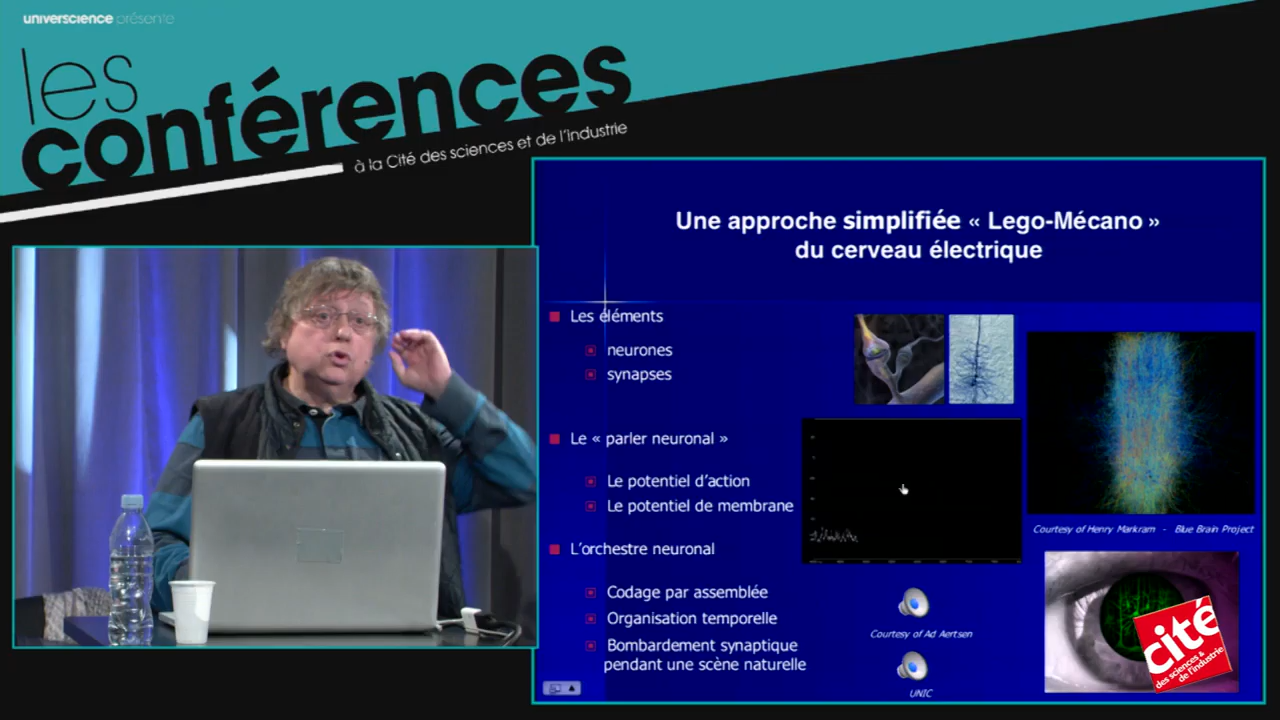 universcience présente
les
conférences
à la Cité des sciences et de l'industrie
Une approche simplifiée « Lego-Mécano »
du cerveau électrique
Les éléments
neurones
synapses
Le « parler neuronal »
Le potentiel d'action
Le potentiel de membrane
Courtesy of Henry Markram - Blue Brain Project
L'orchestre neuronal
Codage par assemblée
Organisation temporelle
Courtesy of Ad Aertsen
Bombardement synaptique
pendant une scène naturelle
UNIC
cité
des sciences &
de l'industrie